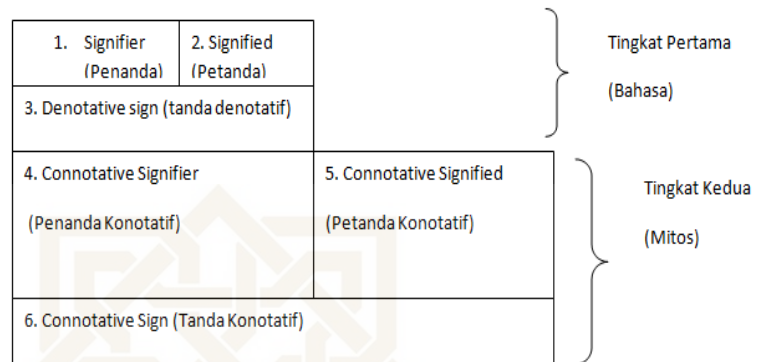 1. Signifier
(Penanda)
2. Signified
(Petanda)
3. Denotative sign (tanda denotatif)
Tingkat Pertama
(Bahasa)
4. Connotative Signifier
(Penanda Konotatif)
5. Connotative Signified
(Petanda Konotatif)
6. Connotative Sign (Tanda Konotatif)
Tingkat Kedua
(Mitos)